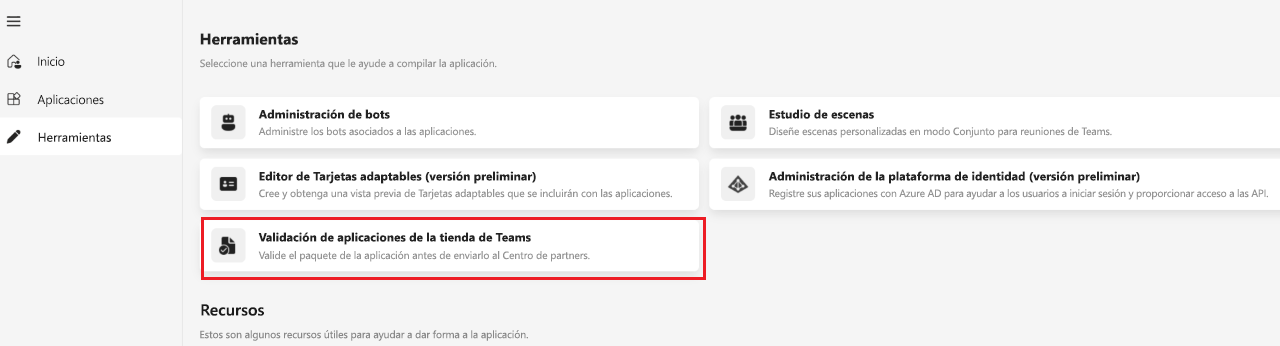 Inicio
Aplicaciones
Herramientas
Herramientas
Seleccione una herramienta que le ayude a compilar la aplicación.
Administración de bots
Administre los bots asociados a las aplicaciones.
Estudio de escenas
Diseñe escenas personalizadas en modo Conjunto para reuniones de Teams.
Editor de Tarjetas adaptables (versión preliminar)
Cree y obtenga una vista previa de Tarjetas adaptables que se incluirán con las aplicaciones.
Administración de la plataforma de identidad (versión preliminar)
Registre sus aplicaciones con Azure AD para ayudar a los usuarios a iniciar sesión y proporcionar acceso a las API.
Validación de aplicaciones de la tienda de Teams
Valide el paquete de la aplicación antes de enviarlo al Centro de partners.
Recursos
Estos son algunos recursos útiles para ayudar a dar forma a la aplicación.